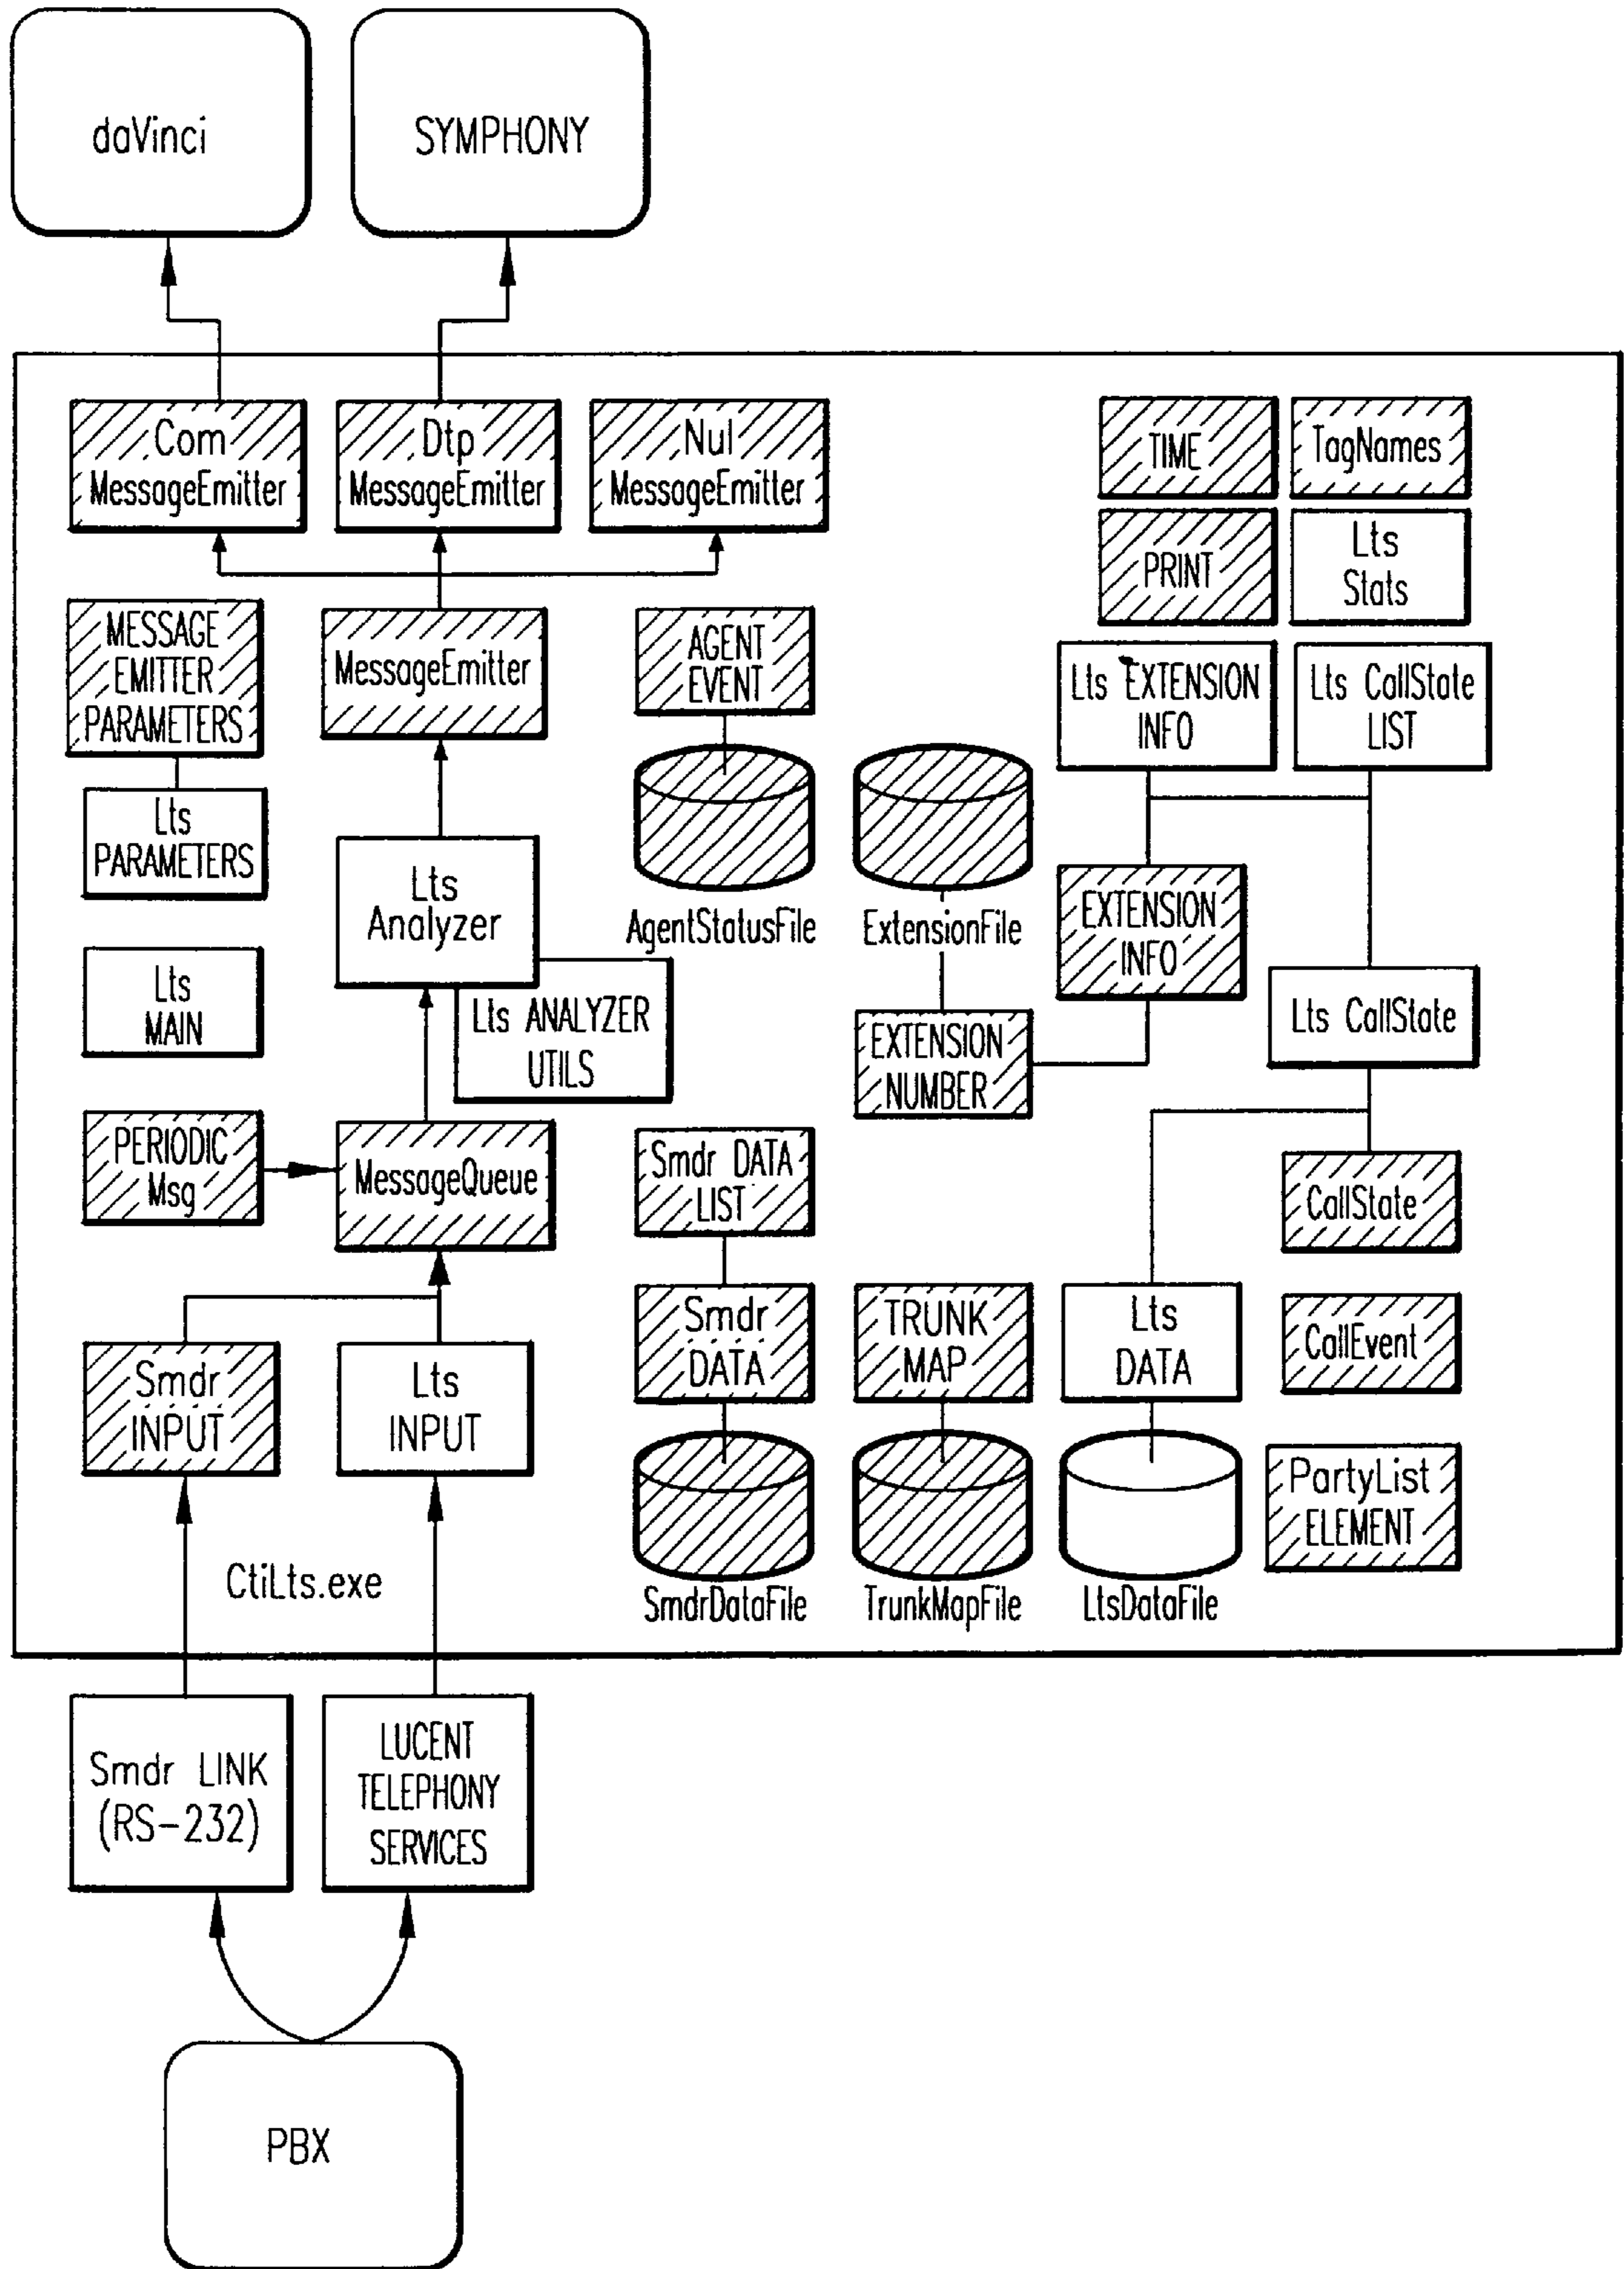 daVinci
SYMPHONY
Com
MessageEmitter
Dtp
MessageEmitter
Nul
MessageEmitter
TIME
TagNames
PRINT
Lts
Stats
MESSAGE
EMITTER
PARAMETERS
MessageEmitter
AGENT
EVENT
Lts EXTENSION
INFO
Lts CallState
LIST
Lts
PARAMETERS
Lts
Analyzer
AgentStatusFile
ExtensionFile
EXTENSION
INFO
Lts
MAIN
Lts ANALYZER
UTILS
EXTENSION
NUMBER
Lts CallState
PERIODIC
Msg
MessageQueue
Smdr DATA
LIST
CallState
Smdr
INPUT
Lts
INPUT
Smdr
DATA
TRUNK
MAP
Lts
DATA
CallEvent
PartyList
ELEMENT
CtiLts.exe
SmdrDataFile
TrunkMapFile
LtsDataFile
Smdr LINK
(RS-232)
LUCENT
TELEPHONY
SERVICES
PBX